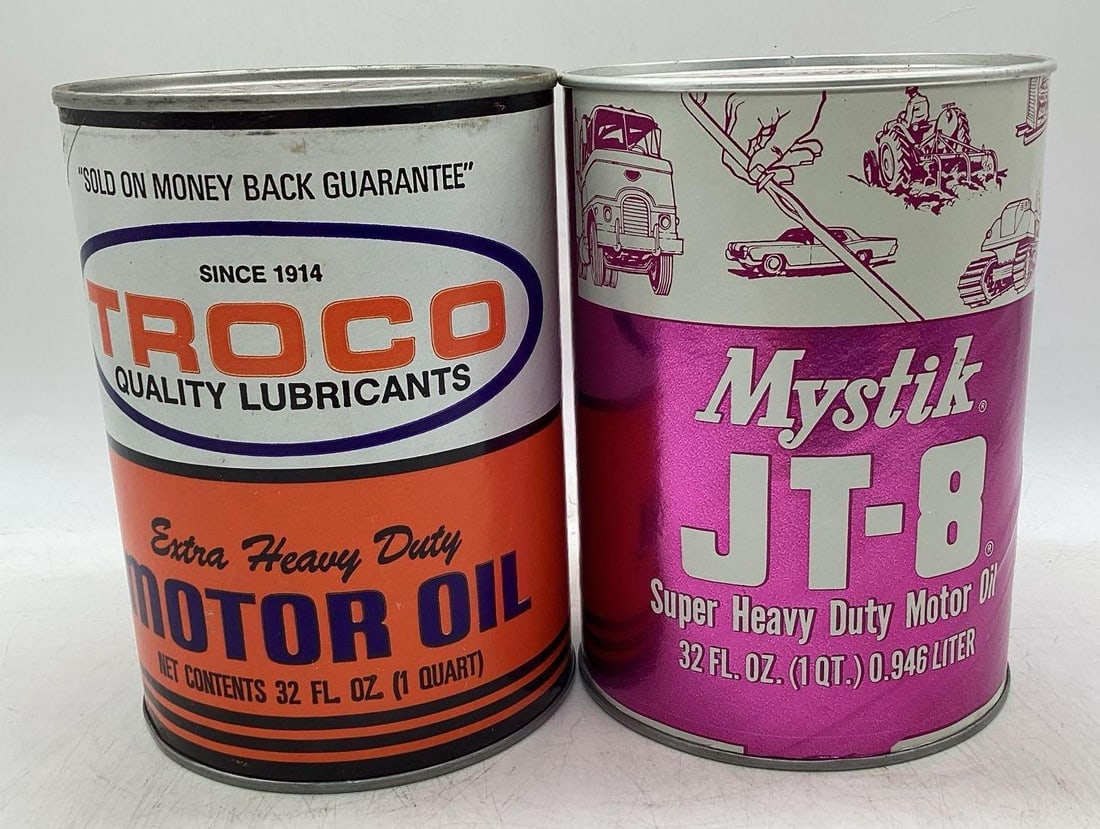 "SOLD ON MONEY BACK GUARANTEE"
SINCE 1914
TROCO
QUALITY LUBRICANTS
Extra Heavy Duty
MOTOR OIL
NET CONTENTS 32 FL. OZ. (1 QUART)
Mystik®
JT-8®
Super Heavy Duty Motor Oil
32 FL. OZ. (1 QT.) 0.946 LITER